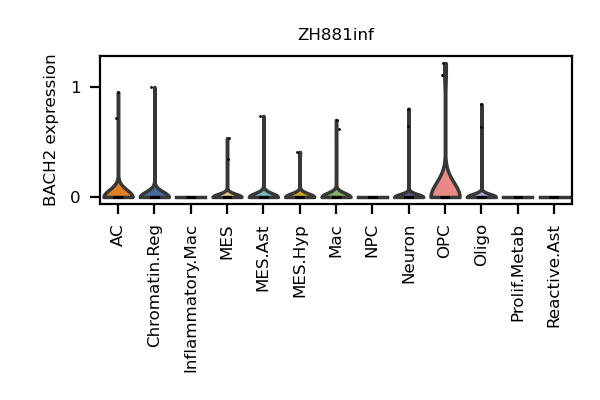 ZH881inf
BACH2 expression
1
0
AC
Chromatin.Reg
Inflammatory.Mac
MES
MES.Ast
MES.Hyp
Mac
NPC
Neuron
OPC
Oligo
Prolif.Metab
Reactive.Ast